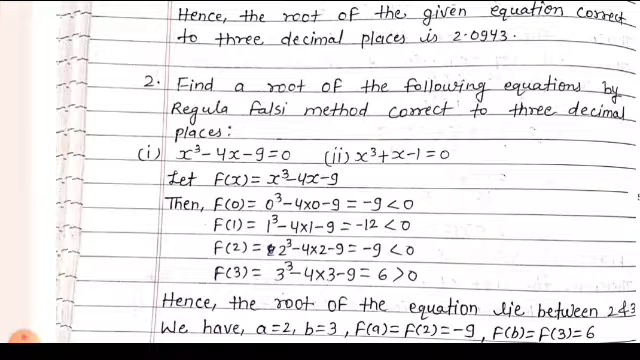 Hence, the root of the given equation correct
to three decimal places is 2.0943.
2. Find a root of the following equations by
Regula falsi method correct to three decimal
places:
(i) x³-4x-9=0 (ii) x³+x-1=0
Let F(x)= x³-4x-9
Then, F(0)= 0³-4x0-9= -9<0
F(1)= 1³-4x1-9= -12 <0
F(2)= 2³-4x2-9= -9 <0
F(3)= 3³-4x3-9= 6 >0
Hence, the root of the equation lie between 2&3
We have, a=2, b=3, F(a)=F(2)=-9, F(b)=F(3)=6